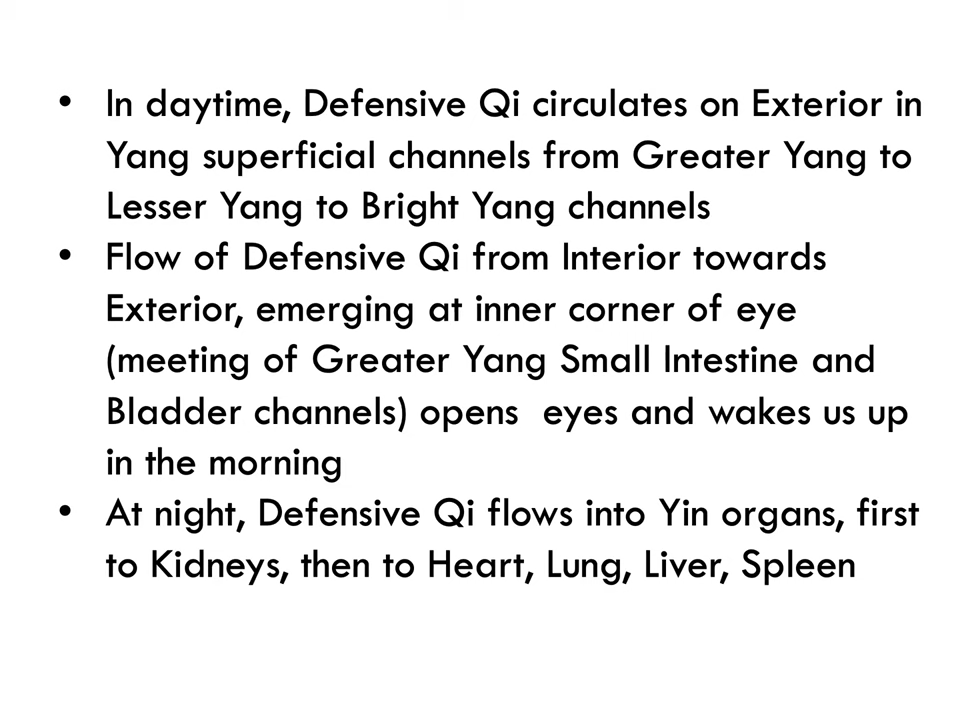 • In daytime, Defensive Qi circulates on Exterior in
Yang superficial channels from Greater Yang to
Lesser Yang to Bright Yang channels
• Flow of Defensive Qi from Interior towards
Exterior, emerging at inner corner of eye
(meeting of Greater Yang Small Intestine and
Bladder channels) opens  eyes and wakes us up
in the morning
• At night, Defensive Qi flows into Yin organs, first
to Kidneys, then to Heart, Lung, Liver, Spleen